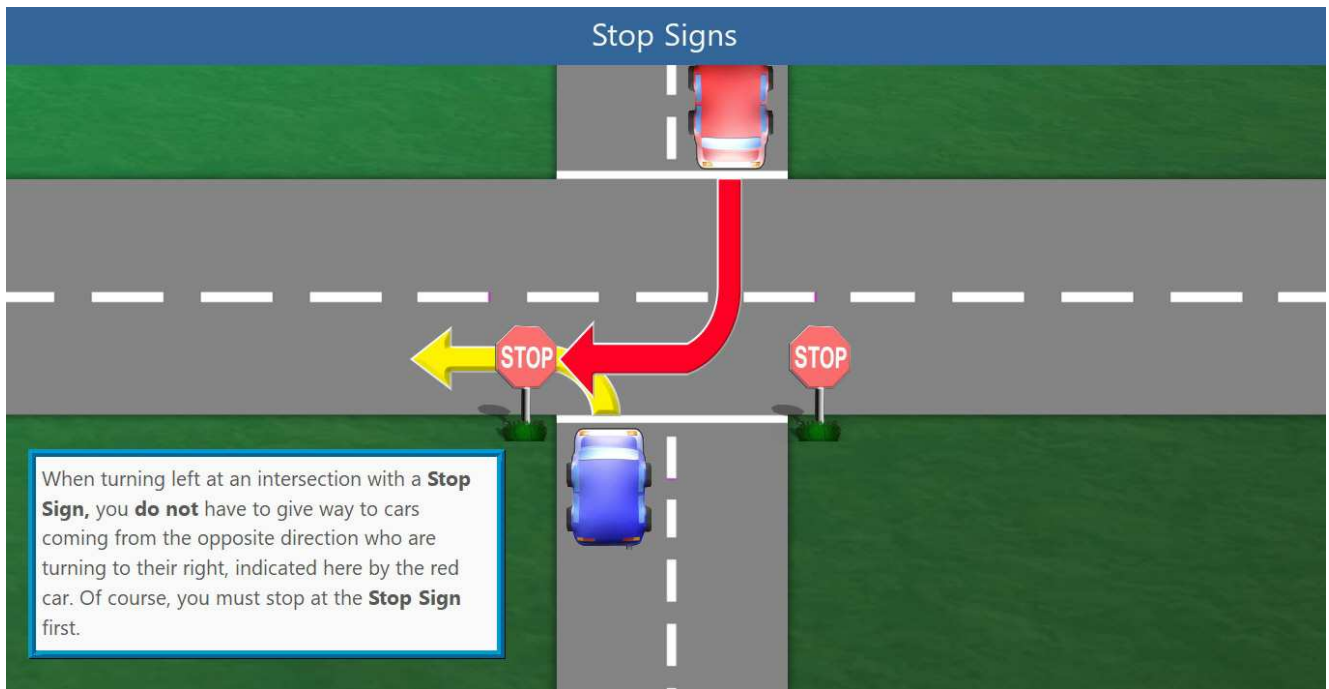 Stop Signs
STOP
STOP
When turning left at an intersection with a Stop
Sign, you do not have to give way to cars
coming from the opposite direction who are
turning to their right, indicated here by the red
car. Of course, you must stop at the Stop Sign
first.